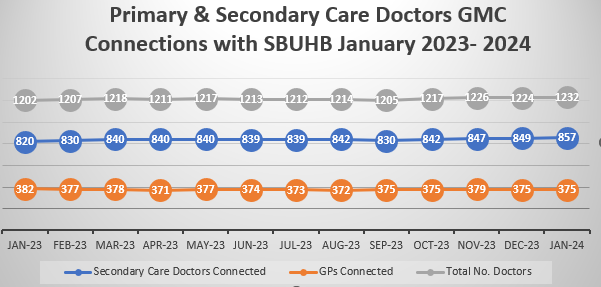 Primary & Secondary Care Doctors GMC
Connections with SBUHB January 2023- 2024
1202 1207 1218 1211 1217 1213 1212 1214 1205 1217 1226 1224 1232
820 830 840 840 840 839 839 842 830 842 847 849 857
382 377 378 371 377 374 373 372 375 375 379 375 375
JAN-23 FEB-23 MAR-23 APR-23 MAY-23 JUN-23 JUL-23 AUG-23 SEP-23 OCT-23 NOV-23 DEC-23 JAN-24
Secondary Care Doctors Connected GPs Connected Total No. Doctors